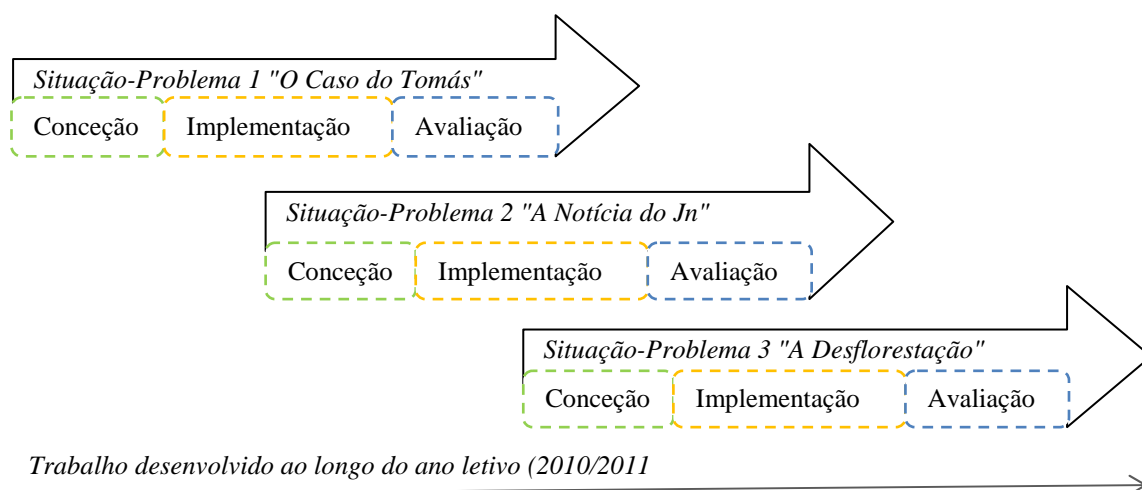 Situação-Problema 1 "O Caso do Tomás"
Conceção Implementação Avaliação
Situação-Problema 2 "A Notícia do Jn"
Conceção Implementação Avaliação
Situação-Problema 3 "A Desflorestação"
Conceção Implementação Avaliação
Trabalho desenvolvido ao longo do ano letivo (2010/2011